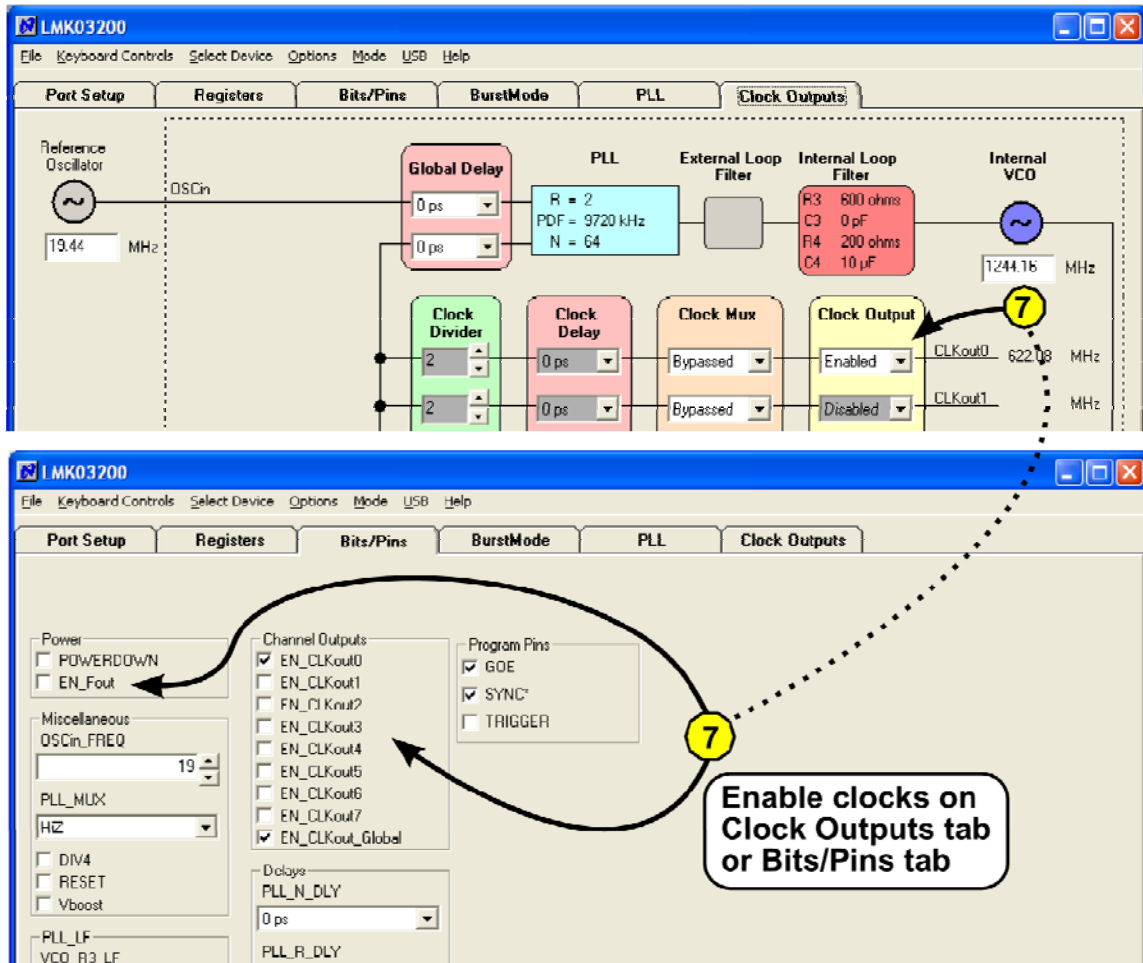 LMK03200
File Keyboard Controls Select Device Options Mode USB Help
Port Setup Registers Bits/Pins BurstMode PLL Clock Outputs
Reference
Oscillator
OSCin
19.44 MHz
Global Delay
0 ps
0 ps
PLL
R = 2
PDF = 9720 kHz
N = 64
External Loop
Filter
Internal Loop
Filter
R3 600 ohms
C3 0 pF
R4 200 ohms
C4 10 pF
Internal
VCO
1244.16 MHz
7
Clock
Divider
Clock
Delay
Clock Mux
Clock Output
2 0 ps Bypassed Enabled CLKout0 622.08 MHz
2 0 ps Bypassed Disabled CLKout1 MHz
LMK03200
File Keyboard Controls Select Device Options Mode USB Help
Port Setup Registers Bits/Pins BurstMode PLL Clock Outputs
Power
POWERDOWN
EN_Fout
Miscellaneous
OSCin_FREQ
19
PLL_MUX
HiZ
DIV4
RESET
Vboost
PLL_LF
VCO_R3_LF
Channel Outputs
EN_CLKout0
EN_CLKout1
EN_CLKout2
EN_CLKout3
EN_CLKout4
EN_CLKout5
EN_CLKout6
EN_CLKout7
EN_CLKout_Global
Delays
PLL_N_DLY
0 ps
PLL_R_DLY
Program Pins
GOE
SYNC*
TRIGGER
7
Enable clocks on
Clock Outputs tab
or Bits/Pins tab